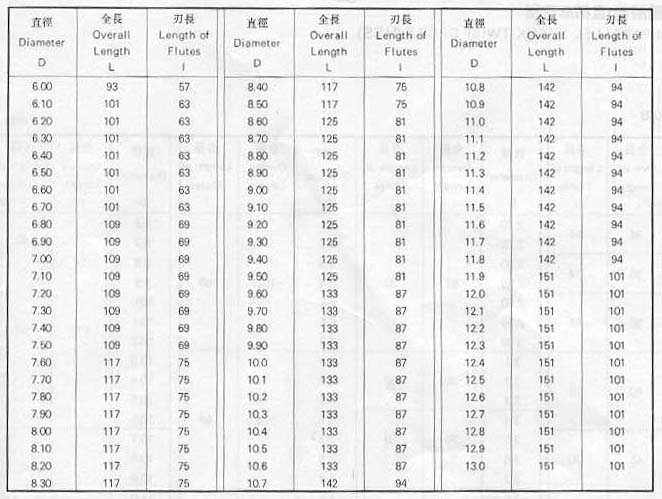 直徑 全長 刃長 直徑 全長 刃長 直徑 全長 刃長
Diameter Overall Length Length of Flutes Diameter Overall Length Length of Flutes Diameter Overall Length Length of Flutes
D L l D L l D L l
6.00 93 57 8.40 117 75 10.8 142 94
6.10 101 63 8.50 117 75 10.9 142 94
6.20 101 63 8.60 125 81 11.0 142 94
6.30 101 63 8.70 125 81 11.1 142 94
6.40 101 63 8.80 125 81 11.2 142 94
6.50 101 63 8.90 125 81 11.3 142 94
6.60 101 63 9.00 125 81 11.4 142 94
6.70 101 63 9.10 125 81 11.5 142 94
6.80 109 69 9.20 125 81 11.6 142 94
6.90 109 69 9.30 125 81 11.7 142 94
7.00 109 69 9.40 125 81 11.8 142 94
7.10 109 69 9.50 125 81 11.9 151 101
7.20 109 69 9.60 133 87 12.0 151 101
7.30 109 69 9.70 133 87 12.1 151 101
7.40 109 69 9.80 133 87 12.2 151 101
7.50 109 69 9.90 133 87 12.3 151 101
7.60 117 75 10.0 133 87 12.4 151 101
7.70 117 75 10.1 133 87 12.5 151 101
7.80 117 75 10.2 133 87 12.6 151 101
7.90 117 75 10.3 133 87 12.7 151 101
8.00 117 75 10.4 133 87 12.8 151 101
8.10 117 75 10.5 133 87 12.9 151 101
8.20 117 75 10.6 133 87 13.0 151 101
8.30 117 75 10.7 142 94